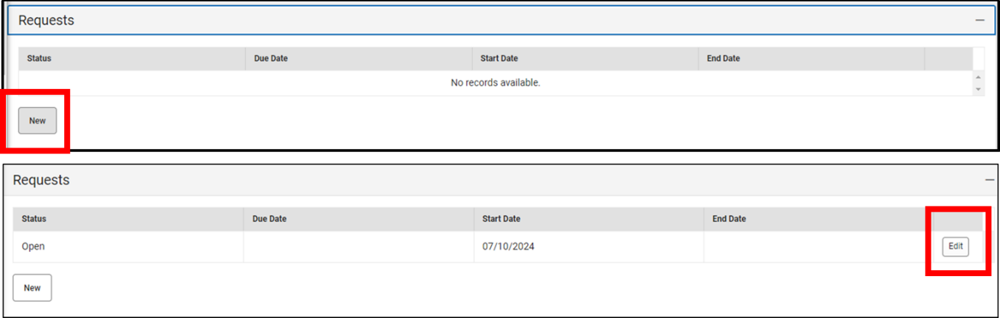 Requests
Status Due Date Start Date End Date
No records available.
New
Requests
Status Due Date Start Date End Date
Open 07/10/2024 Edit
New